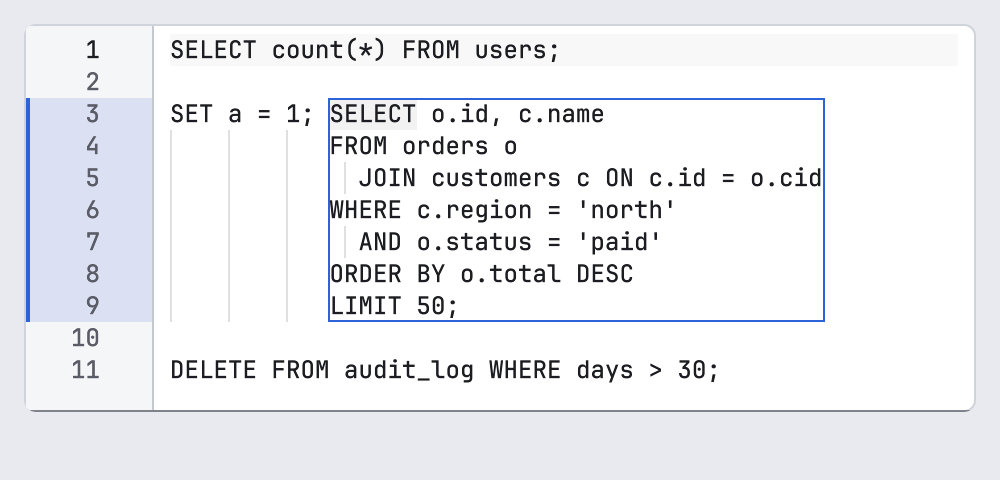 1 SELECT count(*) FROM users;
2
3 SET a = 1; SELECT o.id, c.name
4 FROM orders o
5 JOIN customers c ON c.id = o.cid
6 WHERE c.region = 'north'
7 AND o.status = 'paid'
8 ORDER BY o.total DESC
9 LIMIT 50;
10
11 DELETE FROM audit_log WHERE days > 30;